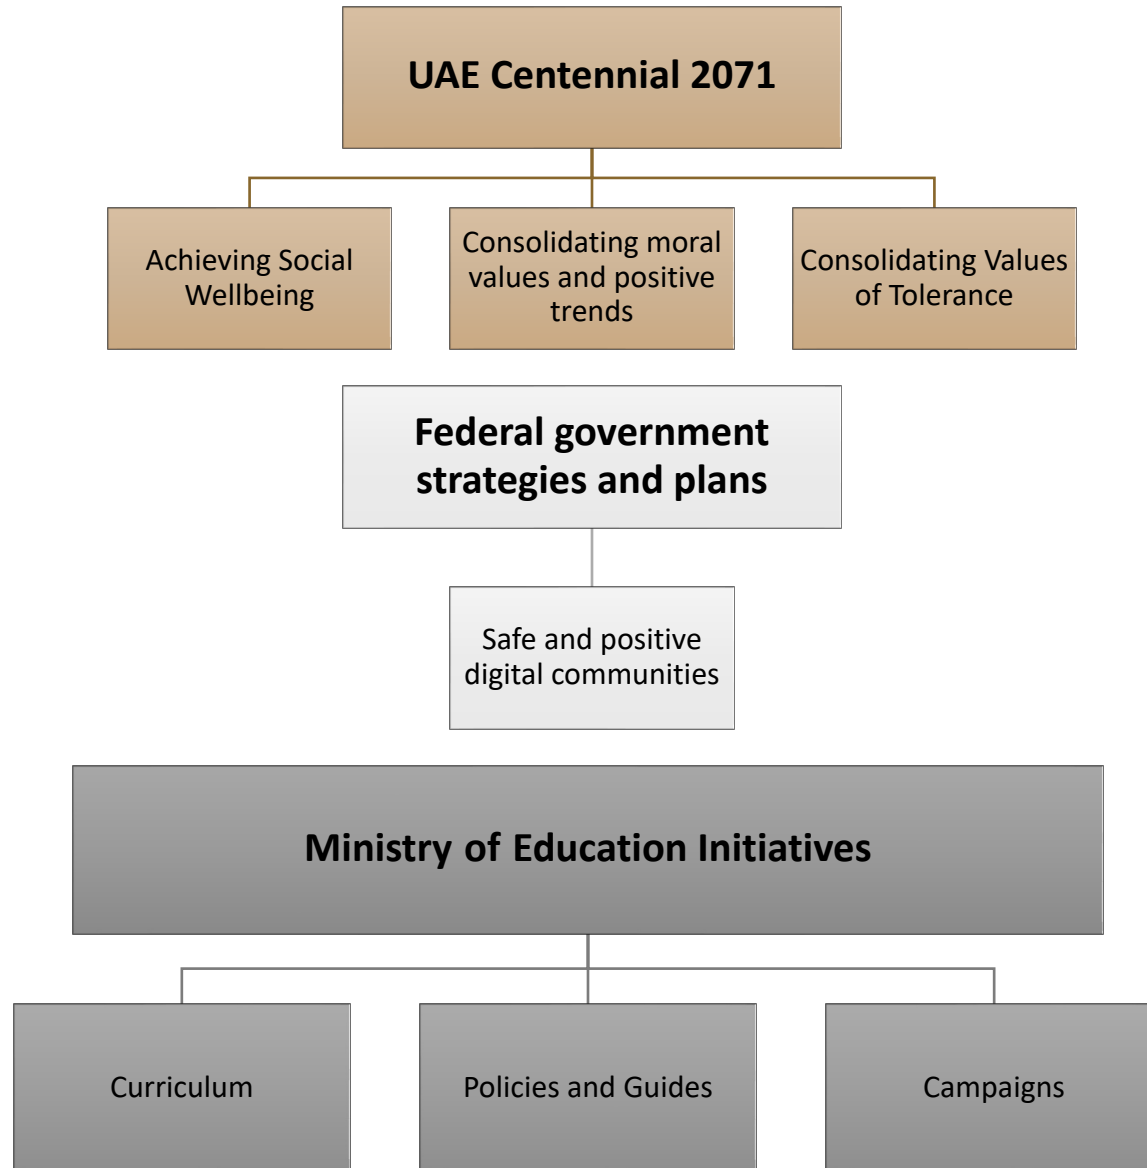 UAE Centennial 2071
Achieving Social
Wellbeing
Consolidating moral
values and positive
trends
Consolidating Values
of Tolerance
Federal government
strategies and plans
Safe and positive
digital communities
Ministry of Education Initiatives
Curriculum
Policies and Guides
Campaigns